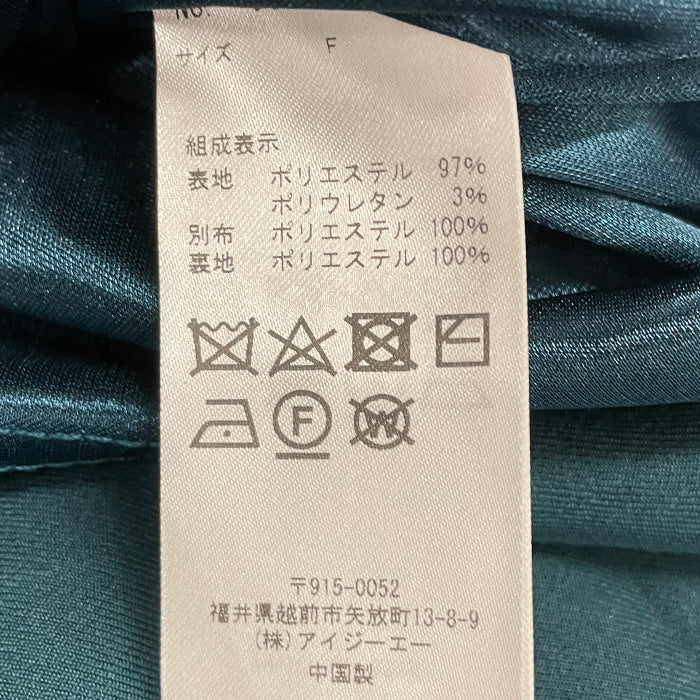 No.
サイズ F
組成表示
表地 ポリエステル 97%
ポリウレタン 3%
別布 ポリエステル 100%
裏地 ポリエステル 100%
F
W
〒915-0052
福井県越前市矢放町13-8-9
(株)アイジーエー
中国製